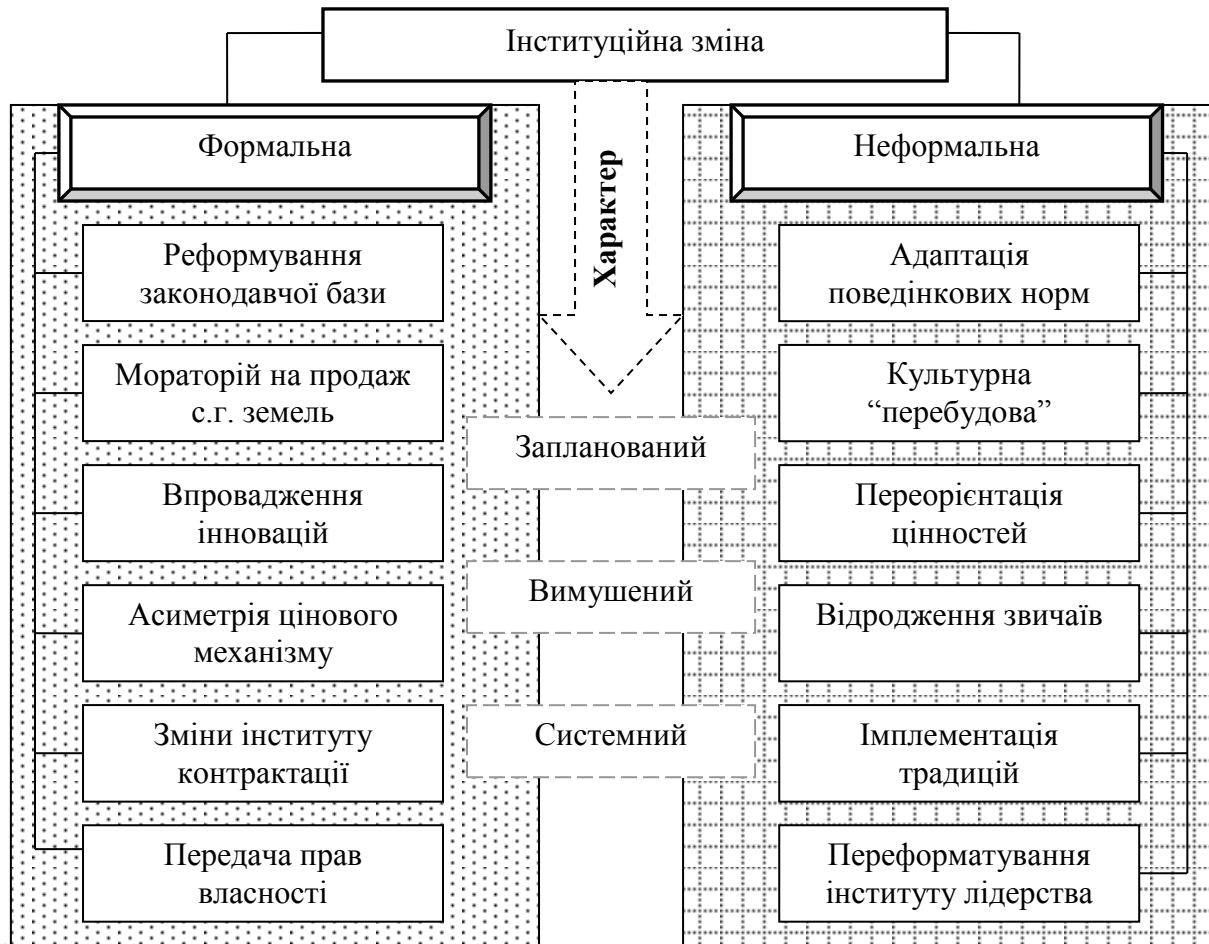 Інституційна зміна
Формальна
Реформування
законодавчої бази
Мораторій на продаж
с.г. земель
Впровадження
інновацій
Асиметрія цінового
механізму
Зміни інституту
контрактації
Передача прав
власності
Характер
Запланований
Вимушений
Системний
Неформальна
Адаптація
поведінкових норм
Культурна
“перебудова”
Переорієнтація
цінностей
Відродження звичаїв
Імплементація
традицій
Переформатування
інституту лідерства